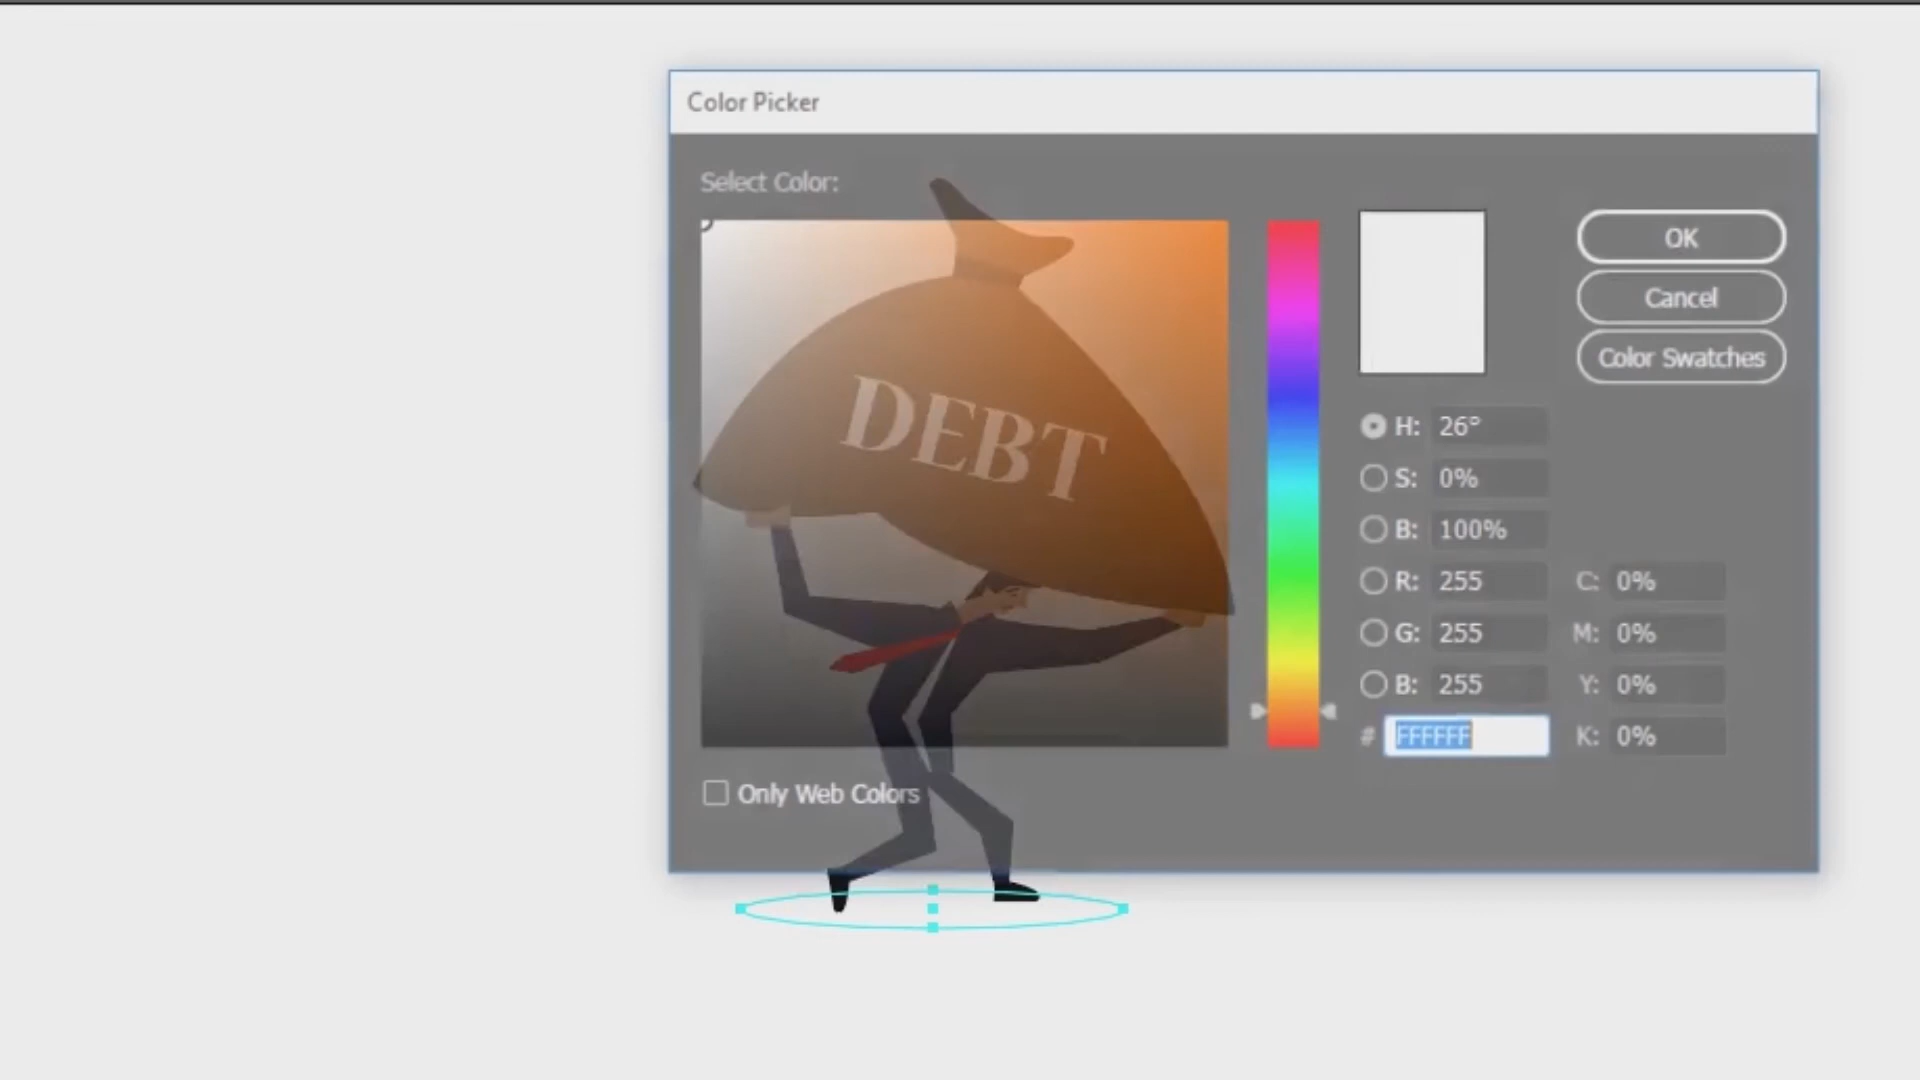 Color Picker
Select Color:
DEBT
OK
Cancel
Color Swatches
H: 26°
S: 0%
B: 100%
R: 255
C: 0%
G: 255
M: 0%
B: 255
Y: 0%
# FFFFFF
K: 0%
Only Web Colors